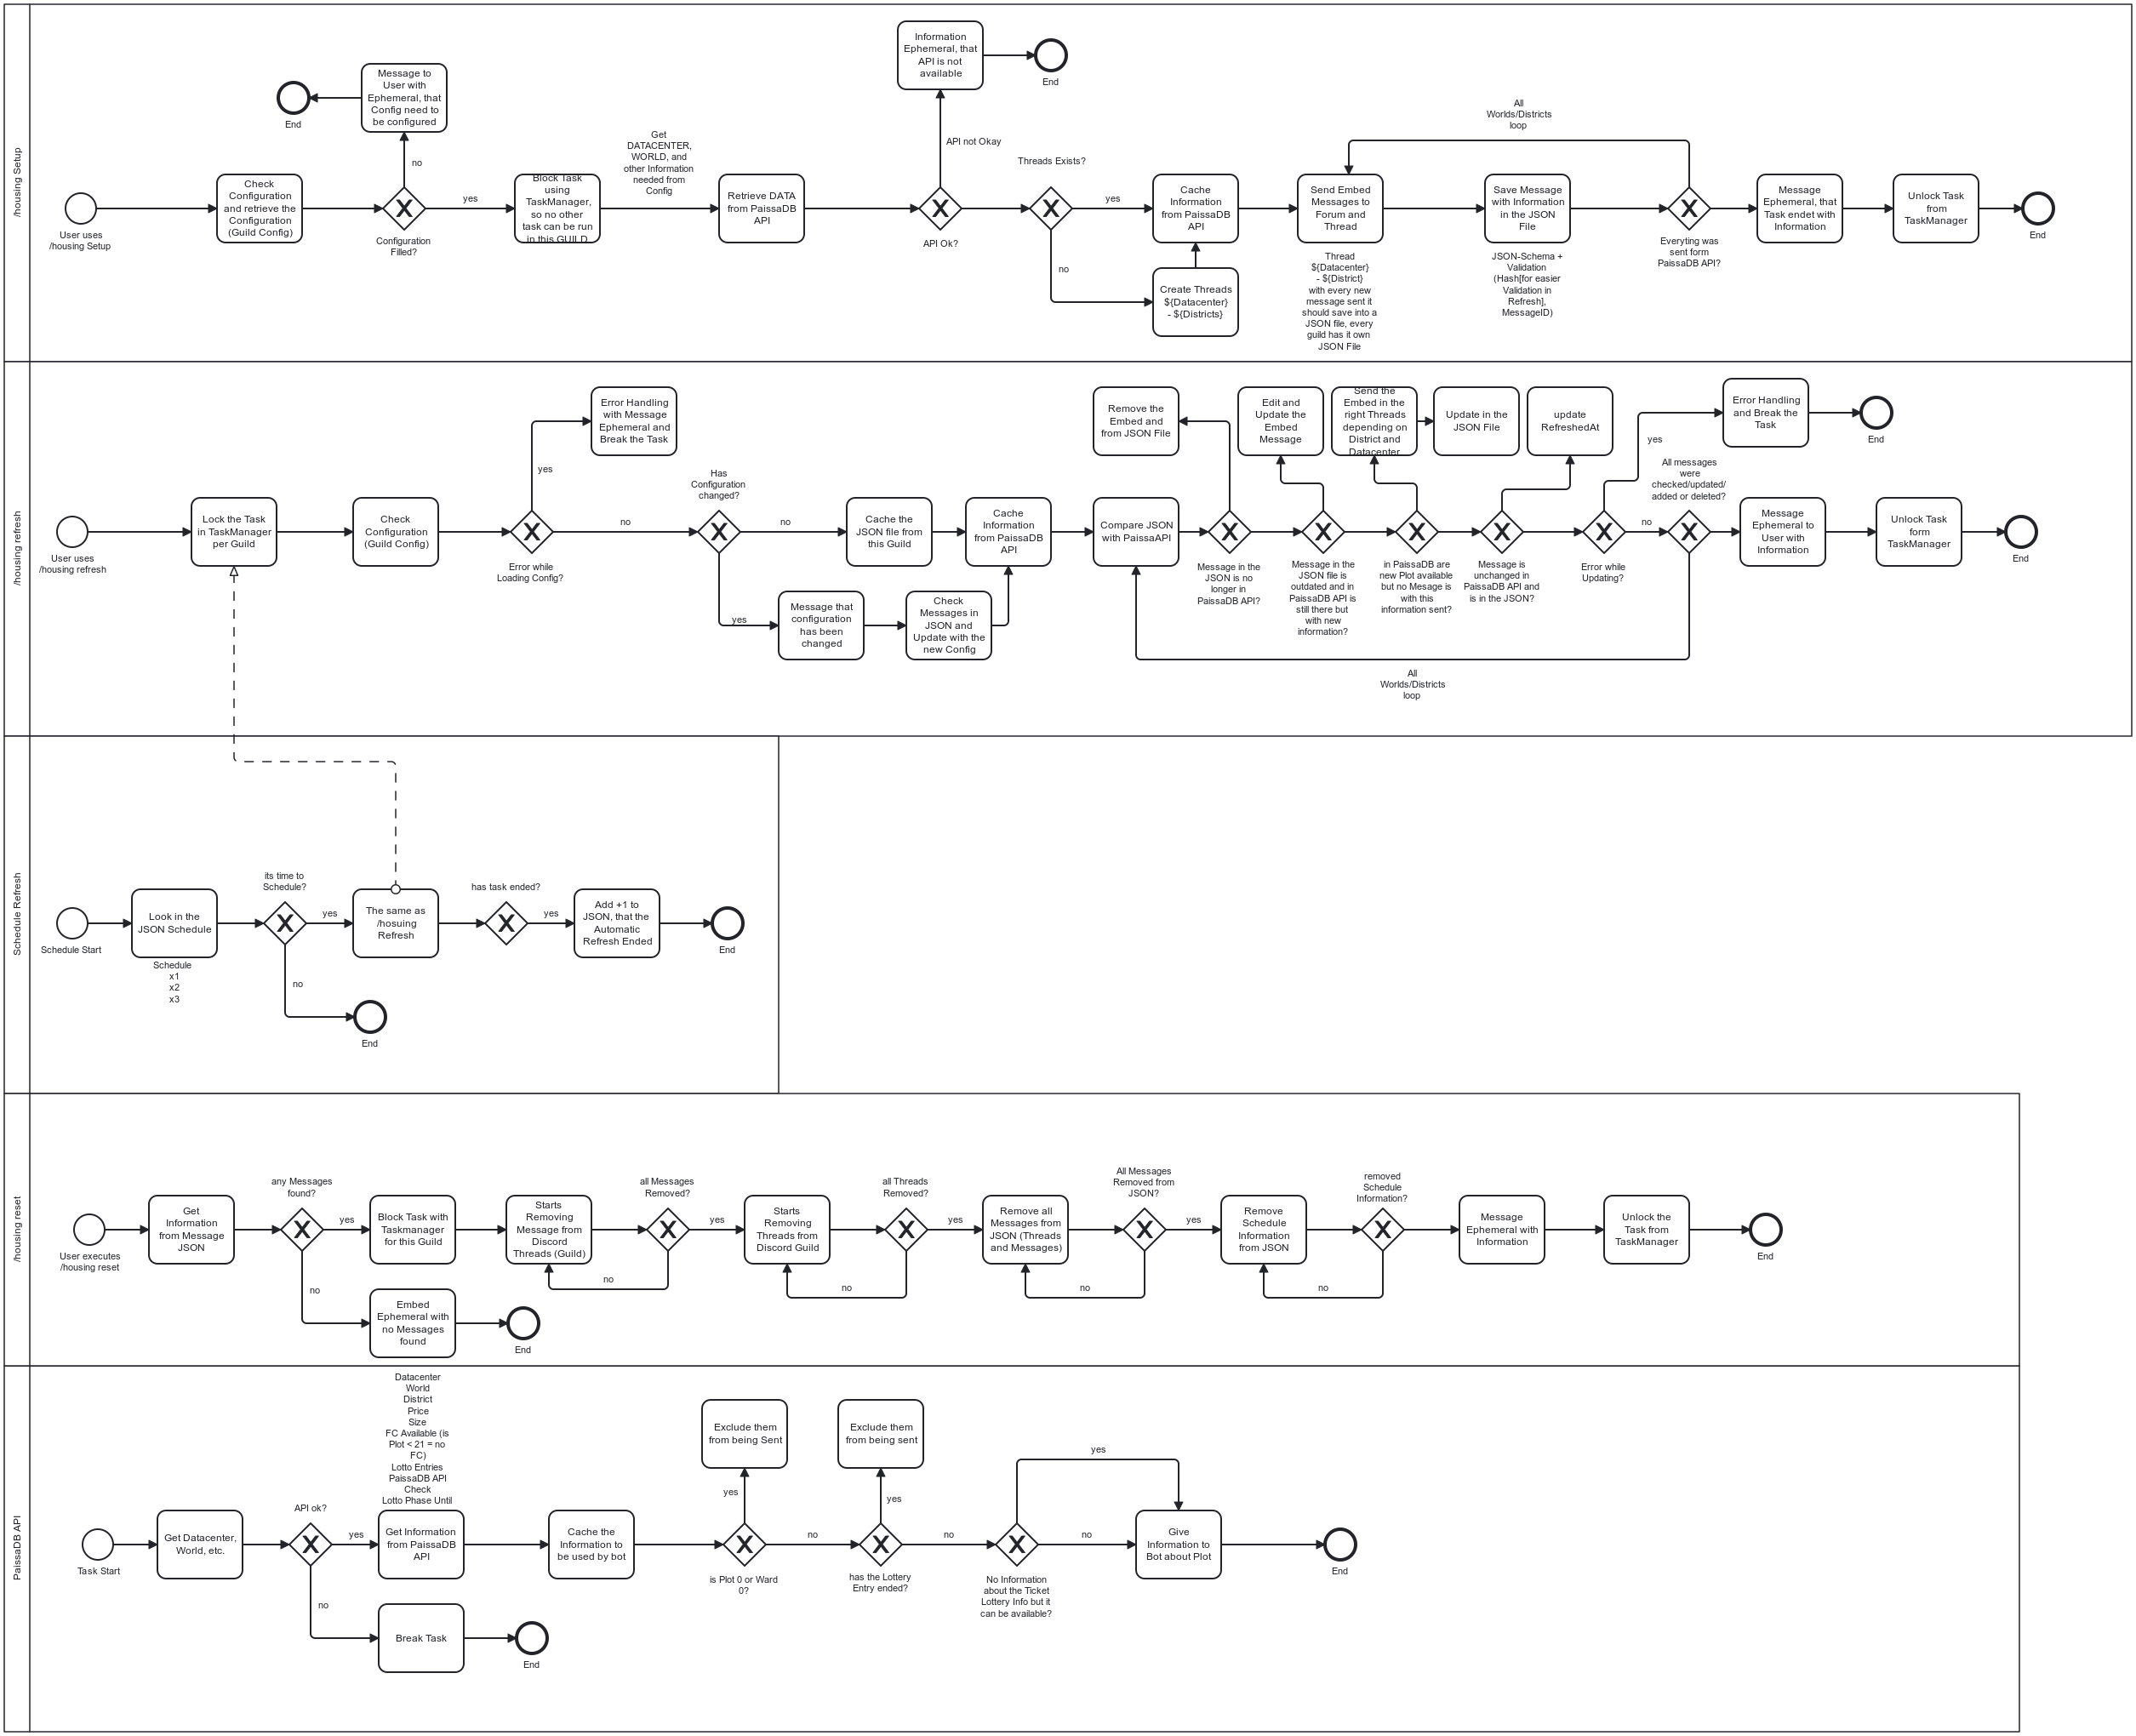 /housing Setup
User uses
/housing Setup
Check
Configuration
and retrieve the
Configuration
(Guild Config)
Configuration
Filled?
no
Message to
User with
Ephemeral, that
Config need to
be configured
End
yes
Block Task
using
TaskManager,
so no other
task can be run
in this GUILD
Get
DATACENTER,
WORLD, and
other Information
needed from
Config
Retrieve DATA
from PaissaDB
API
API Ok?
API not Okay
Information
Ephemeral, that
API is not
available
End
Threads Exists?
yes
no
Create Threads
${Datacenter}
- ${Districts}
Cache
Information
from PaissaDB
API
Send Embed
Messages to
Forum and
Thread
Thread
${Datacenter}
- ${District}
with every new
message sent it
should save into a
JSON file, every
guild has it own
JSON File
Save Message
with Information
in the JSON
File
JSON-Schema +
Validation
(Hash[for easier
Validation in
Refresh],
MessageID)
All
Worlds/Districts
loop
Everyting was
sent form
PaissaDB API?
Message
Ephemeral, that
Task endet with
Information
Unlock Task
from
TaskManager
End
/housing refresh
User uses
/housing refresh
Lock the Task
in TaskManager
per Guild
Check
Configuration
(Guild Config)
Error while
Loading Config?
yes
Error Handling
with Message
Ephemeral and
Break the Task
no
Has
Configuration
changed?
no
yes
Message that
configuration
has been
changed
Check
Messages in
JSON and
Update with the
new Config
Cache the
JSON file from
this Guild
Cache
Information
from PaissaDB
API
Compare JSON
with PaissaAPI
Message in the
JSON is no
longer in
PaissaDB API?
Remove the
Embed and
from JSON File
Message in the
JSON file is
outdated and in
PaissaDB API is
still there but
with new
information?
Edit and
Update the
Embed
Message
in PaissaDB are
new Plot available
but no Mesage is
with this
information sent?
Send the
Embed in the
right Threads
depending on
District and
Datacenter
Update in the
JSON File
Message is
unchanged in
PaissaDB API and
is in the JSON?
update
RefreshedAt
Error while
Updating?
yes
Error Handling
and Break the
Task
End
no
All messages
were
checked/updated/
added or deleted?
All
Worlds/Districts
loop
Message
Ephemeral to
User with
Information
Unlock Task
form
TaskManager
End
Schedule Refresh
Schedule Start
Look in the
JSON Schedule
Schedule
x1
x2
x3
its time to
Schedule?
yes
no
End
The same as
/hosuing
Refresh
has task ended?
yes
Add +1 to
JSON, that the
Automatic
Refresh Ended
End
/housing reset
User executes
/housing reset
Get
Information
from Message
JSON
any Messages
found?
yes
no
Embed
Ephemeral with
no Messages
found
End
Block Task with
Taskmanager
for this Guild
Starts
Removing
Message from
Discord
Threads (Guild)
all Messages
Removed?
no
yes
Starts
Removing
Threads from
Discord Guild
all Threads
Removed?
no
yes
Remove all
Messages from
JSON (Threads
and Messages)
All Messages
Removed from
JSON?
no
yes
Remove
Schedule
Information
from JSON
removed
Schedule
Information?
no
Message
Ephemeral with
Information
Unlock the
Task from
TaskManager
End
PaissaDB API
Task Start
Get Datacenter,
World, etc.
API ok?
yes
no
Break Task
End
Datacenter
World
District
Price
Size
FC Available (is
Plot < 21 = no
FC)
Lotto Entries
PaissaDB API
Check
Lotto Phase Until
Get Information
from PaissaDB
API
Cache the
Information to
be used by bot
is Plot 0 or Ward
0?
yes
Exclude them
from being Sent
no
has the Lottery
Entry ended?
yes
Exclude them
from being sent
no
No Information
about the Ticket
Lottery Info but it
can be available?
yes
no
Give
Information to
Bot about Plot
End